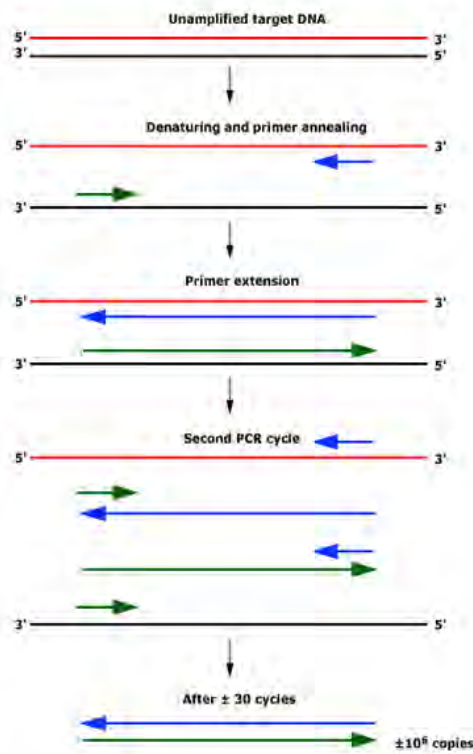 Unamplified target DNA
5' 3'
3' 5'
Denaturing and primer annealing
5' 3'
3' 5'
Primer extension
5' 3'
3' 5'
Second PCR cycle
5' 3'
3' 5'
After ± 30 cycles
±10⁶ copies